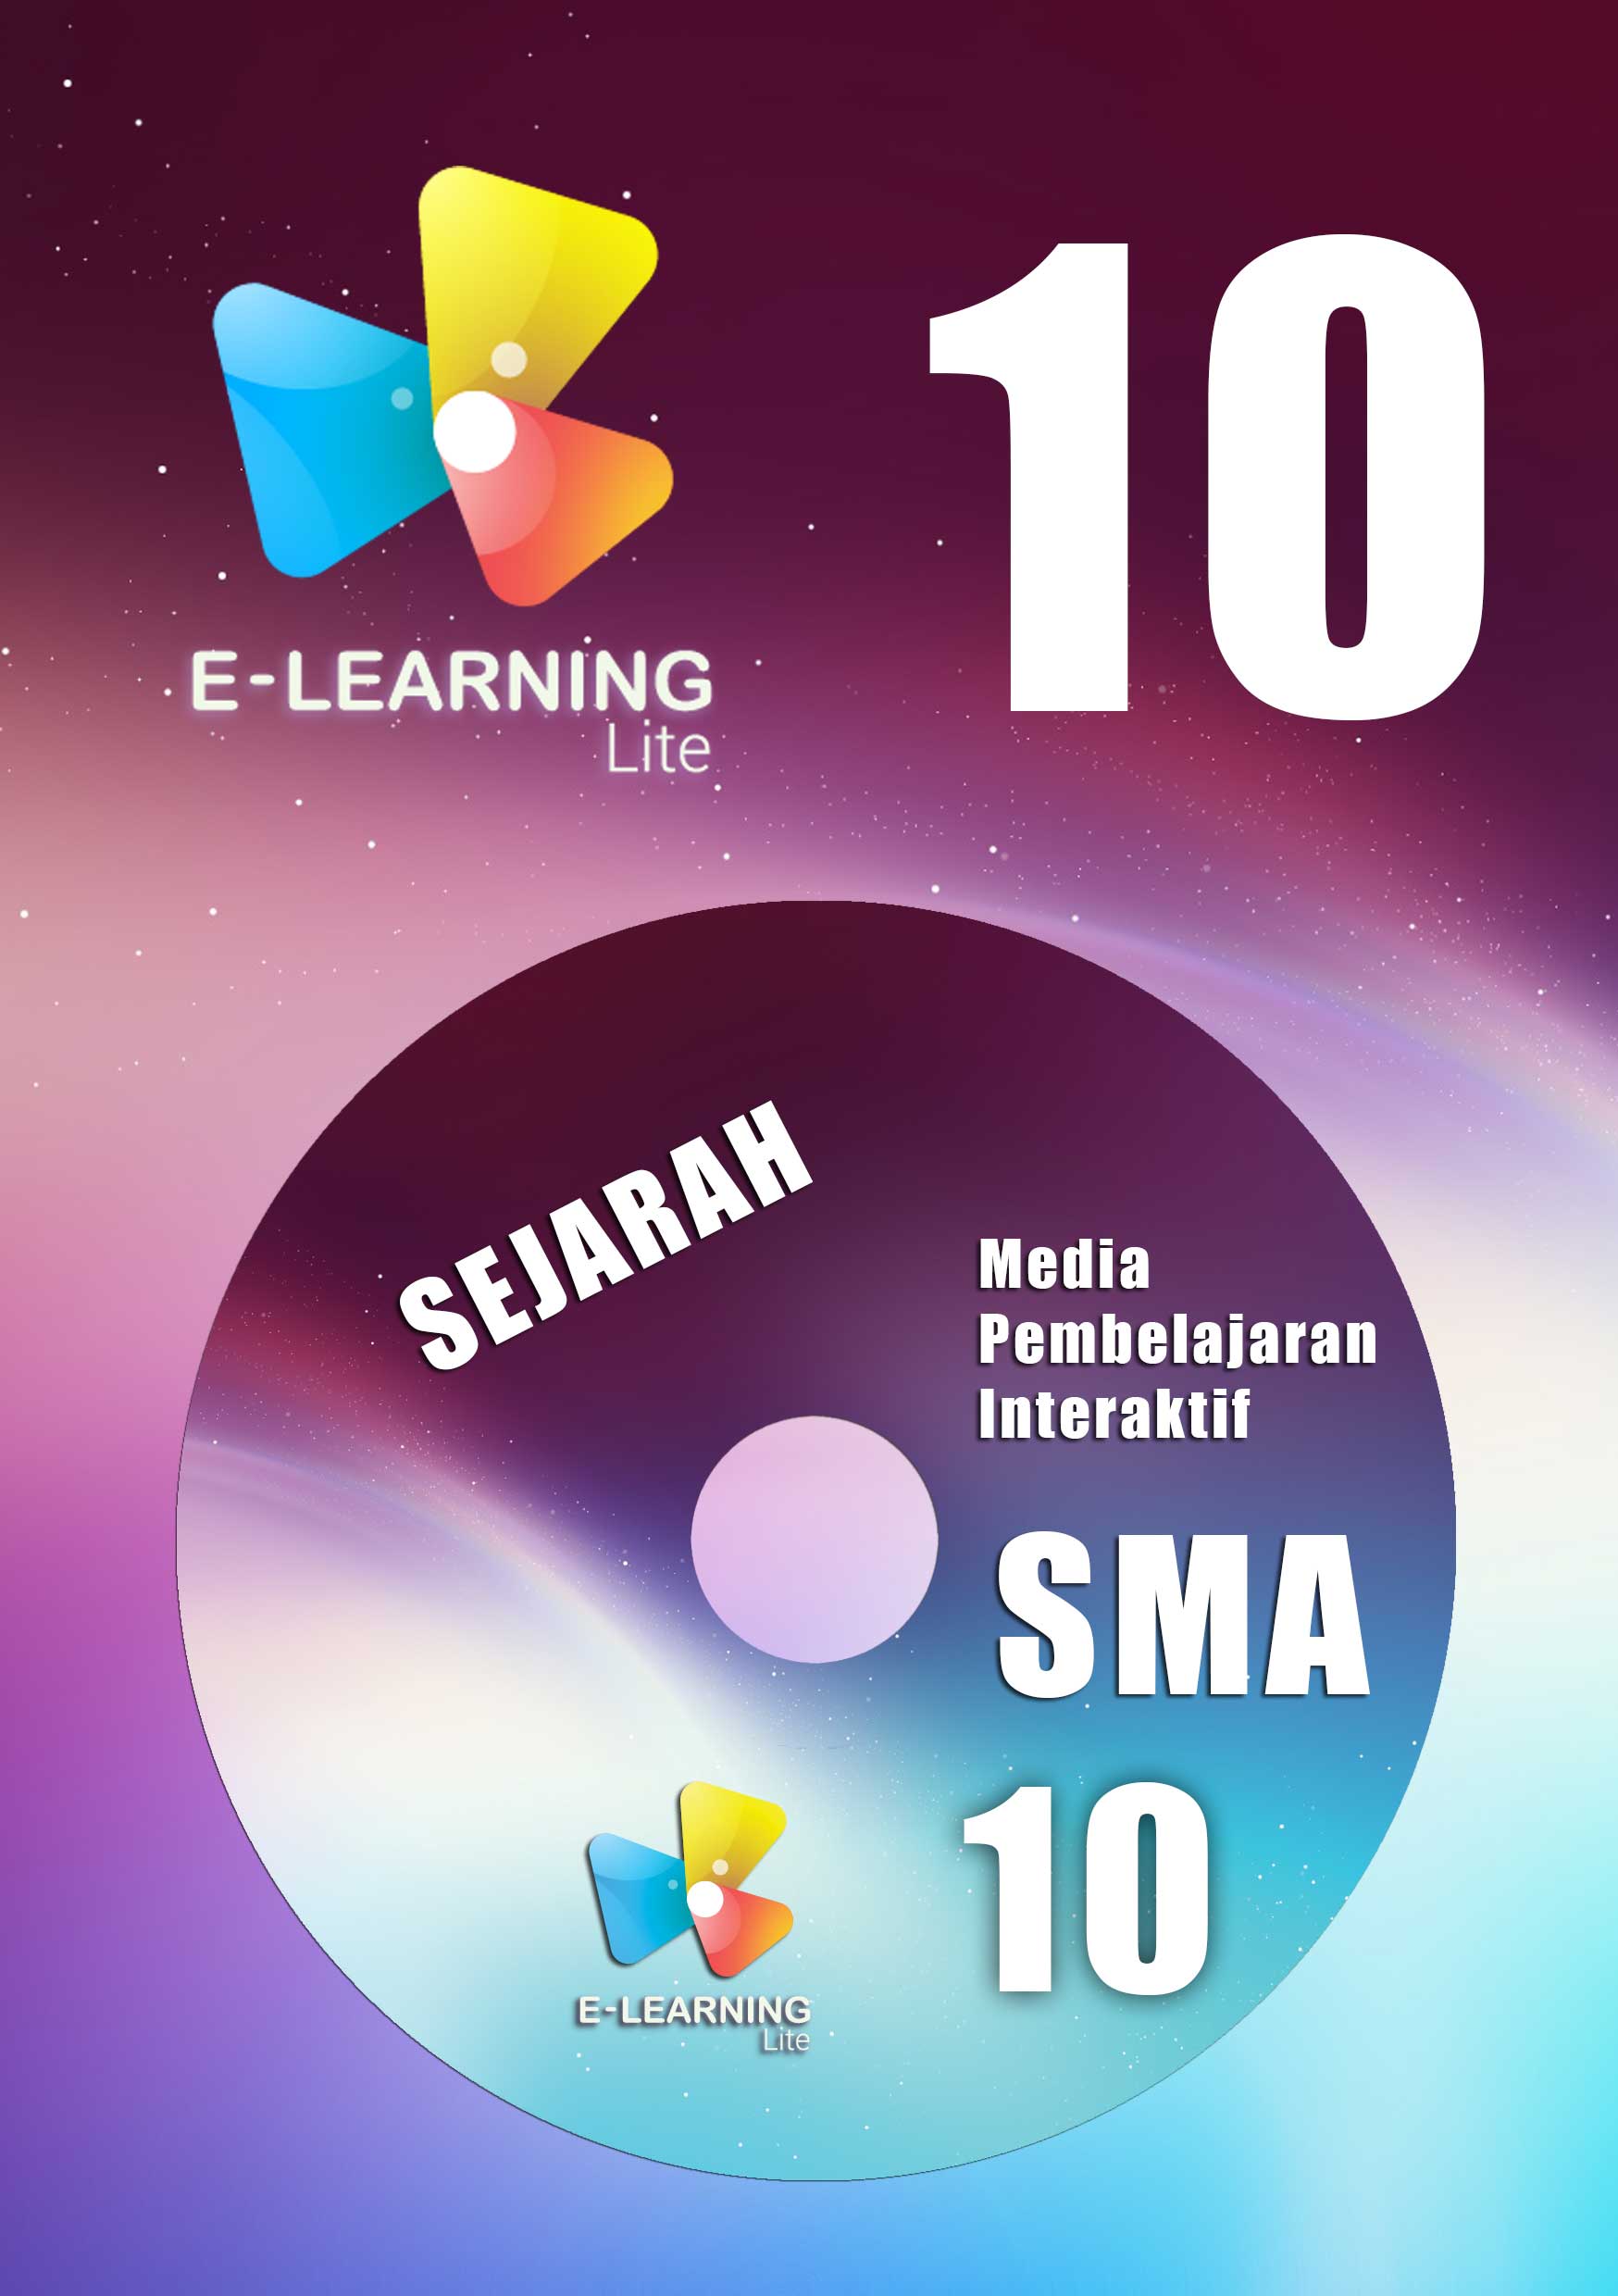 10
E-LEARNING
Lite
SEJARAH
Media
Pembelajaran
Interaktif
SMA
10
E-LEARNING
Lite